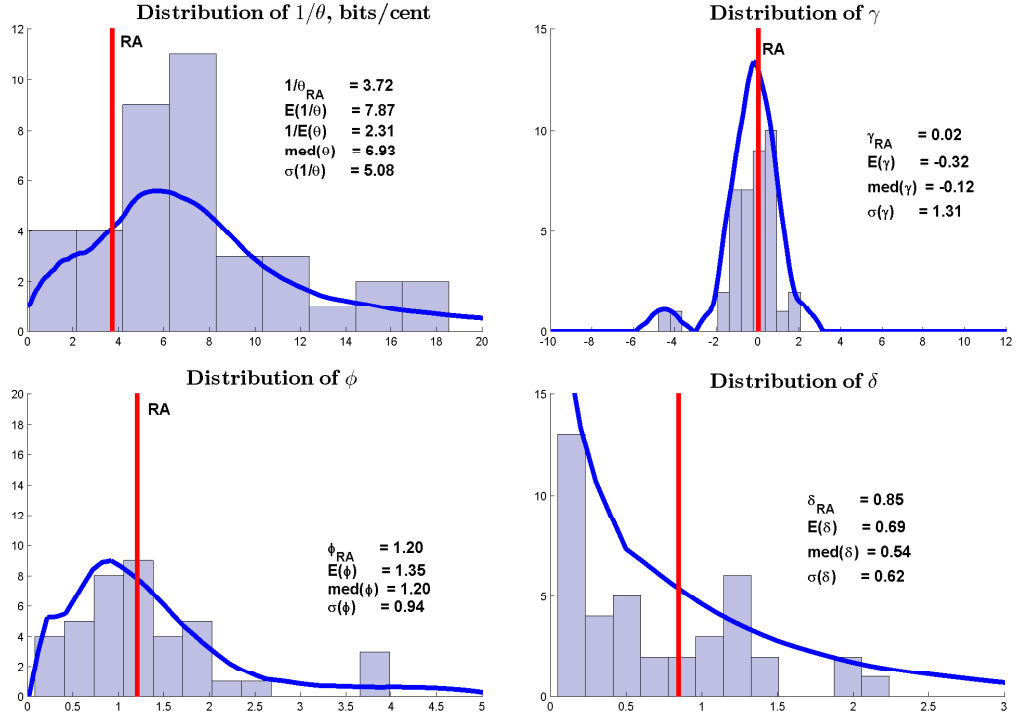 Distribution of 1/θ, bits/cent
12
10
8
6
4
2
0
0 2 4 6 8 10 12 14 16 18 20
RA
1/θRA = 3.72
E(1/θ) = 7.87
1/E(θ) = 2.31
med(θ) = 6.93
σ(1/θ) = 5.08
Distribution of γ
15
10
5
0
-10 -8 -6 -4 -2 0 2 4 6 8 10 12
RA
γRA = 0.02
E(γ) = -0.32
med(γ) = -0.12
σ(γ) = 1.31
Distribution of ϕ
20
18
16
14
12
10
8
6
4
2
0
0 0.5 1 1.5 2 2.5 3 3.5 4 4.5 5
RA
ϕRA = 1.20
E(ϕ) = 1.35
med(ϕ) = 1.20
σ(ϕ) = 0.94
Distribution of δ
15
10
5
0
0 0.5 1 1.5 2 2.5 3
δRA = 0.85
E(δ) = 0.69
med(δ) = 0.54
σ(δ) = 0.62